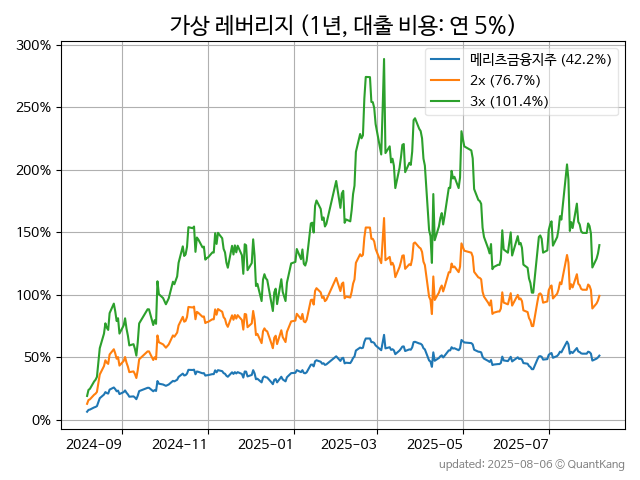 가상 레버리지 (1년, 대출 비용: 연 5%)
메리츠금융지주 (42.2%)
2x (76.7%)
3x (101.4%)
300%
250%
200%
150%
100%
50%
0%
2024-09
2024-11
2025-01
2025-03
2025-05
2025-07
updated: 2025-08-06 © QuantKang